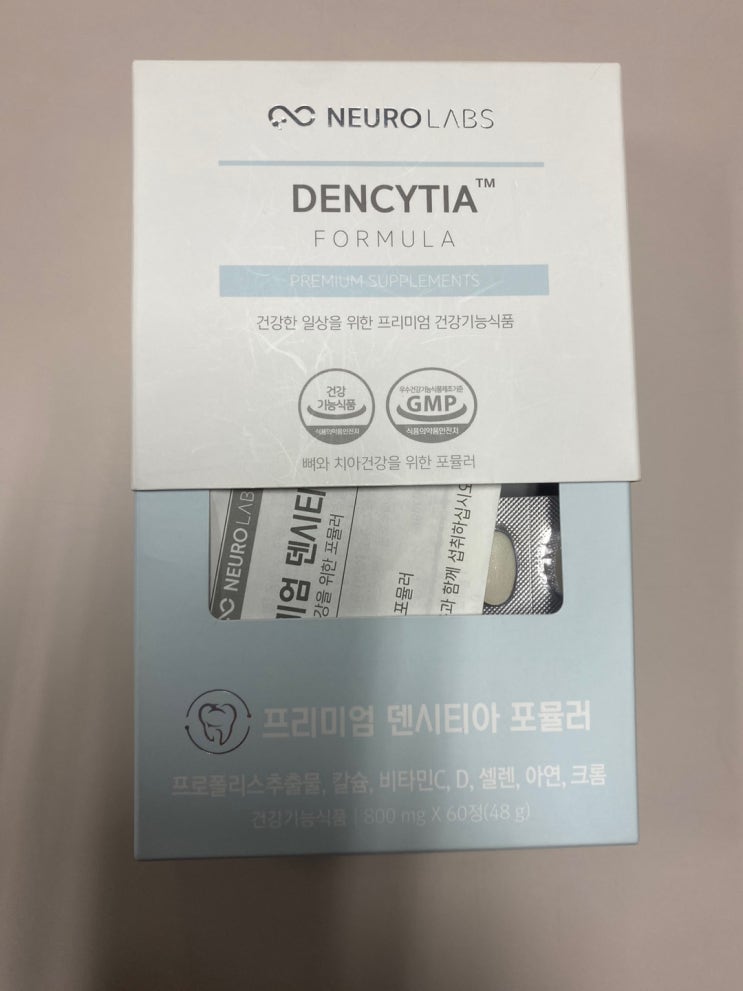 NEUROLABS
DENCYTIA™
FORMULA
PREMIUM SUPPLEMENTS
건강한 일상을 위한 프리미엄 건강기능식품
건강
기능식품
식품의약품안전처
우수건강기능식품제조기준
GMP
식품의약품안전처
뼈와 치아건강을 위한 포뮬러
NEUROLABS
미엄 덴시티
강을 위한 포뮬러
포뮬러
과 함께 섭취하십시오
프리미엄 덴시티아 포뮬러
프로폴리스추출물, 칼슘, 비타민C, D, 셀렌, 아연, 크롬
건강기능식품 | 800 mg X 60정(48 g)